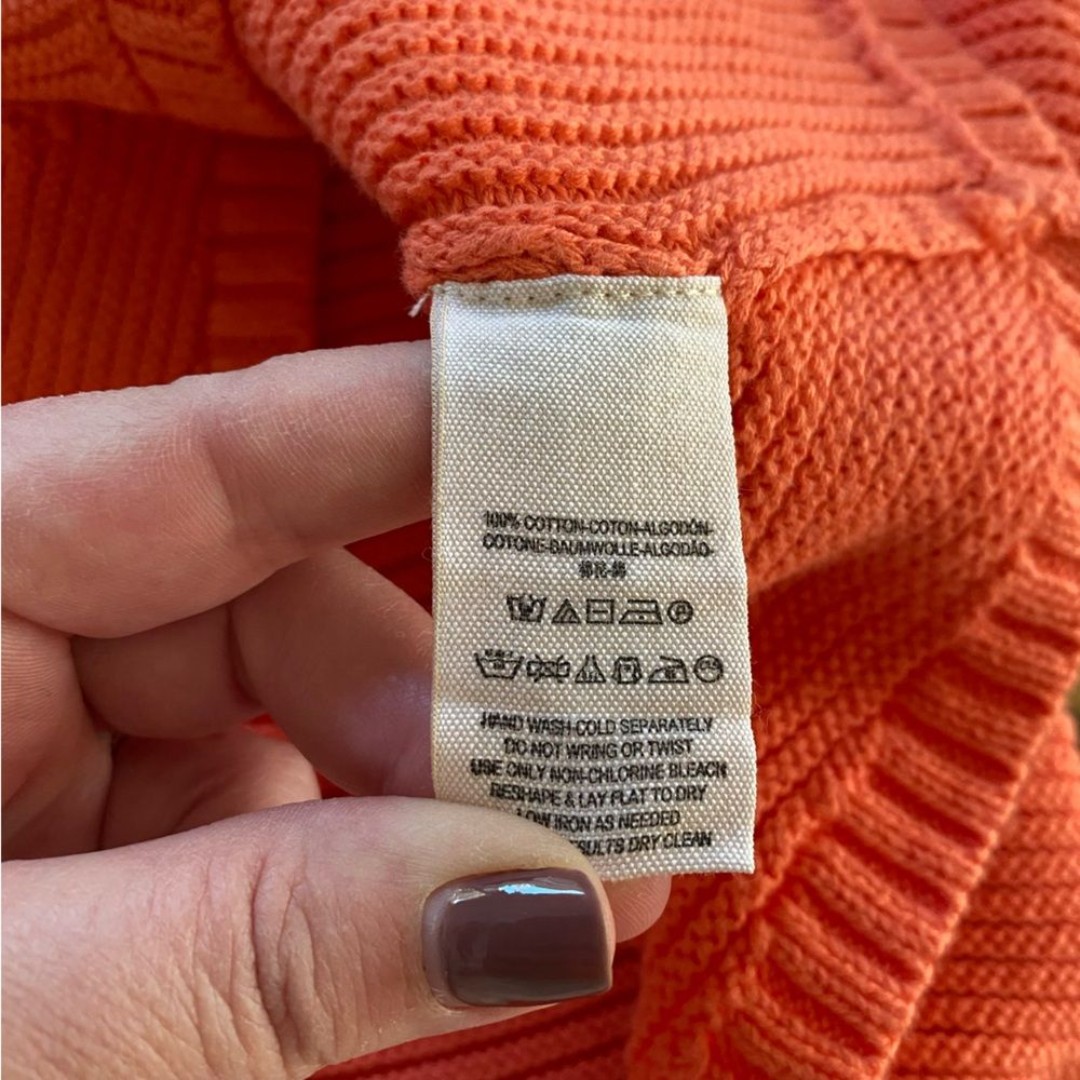 100% COTTON-COTON-ALGODÓN-
COTONE-BAUMWOLLE-ALGODÃO-
HAND WASH COLD SEPARATELY
DO NOT WRING OR TWIST
USE ONLY NON-CHLORINE BLEACH
RESHAPE & LAY FLAT TO DRY
LOW IRON AS NEEDED
DRY CLEAN